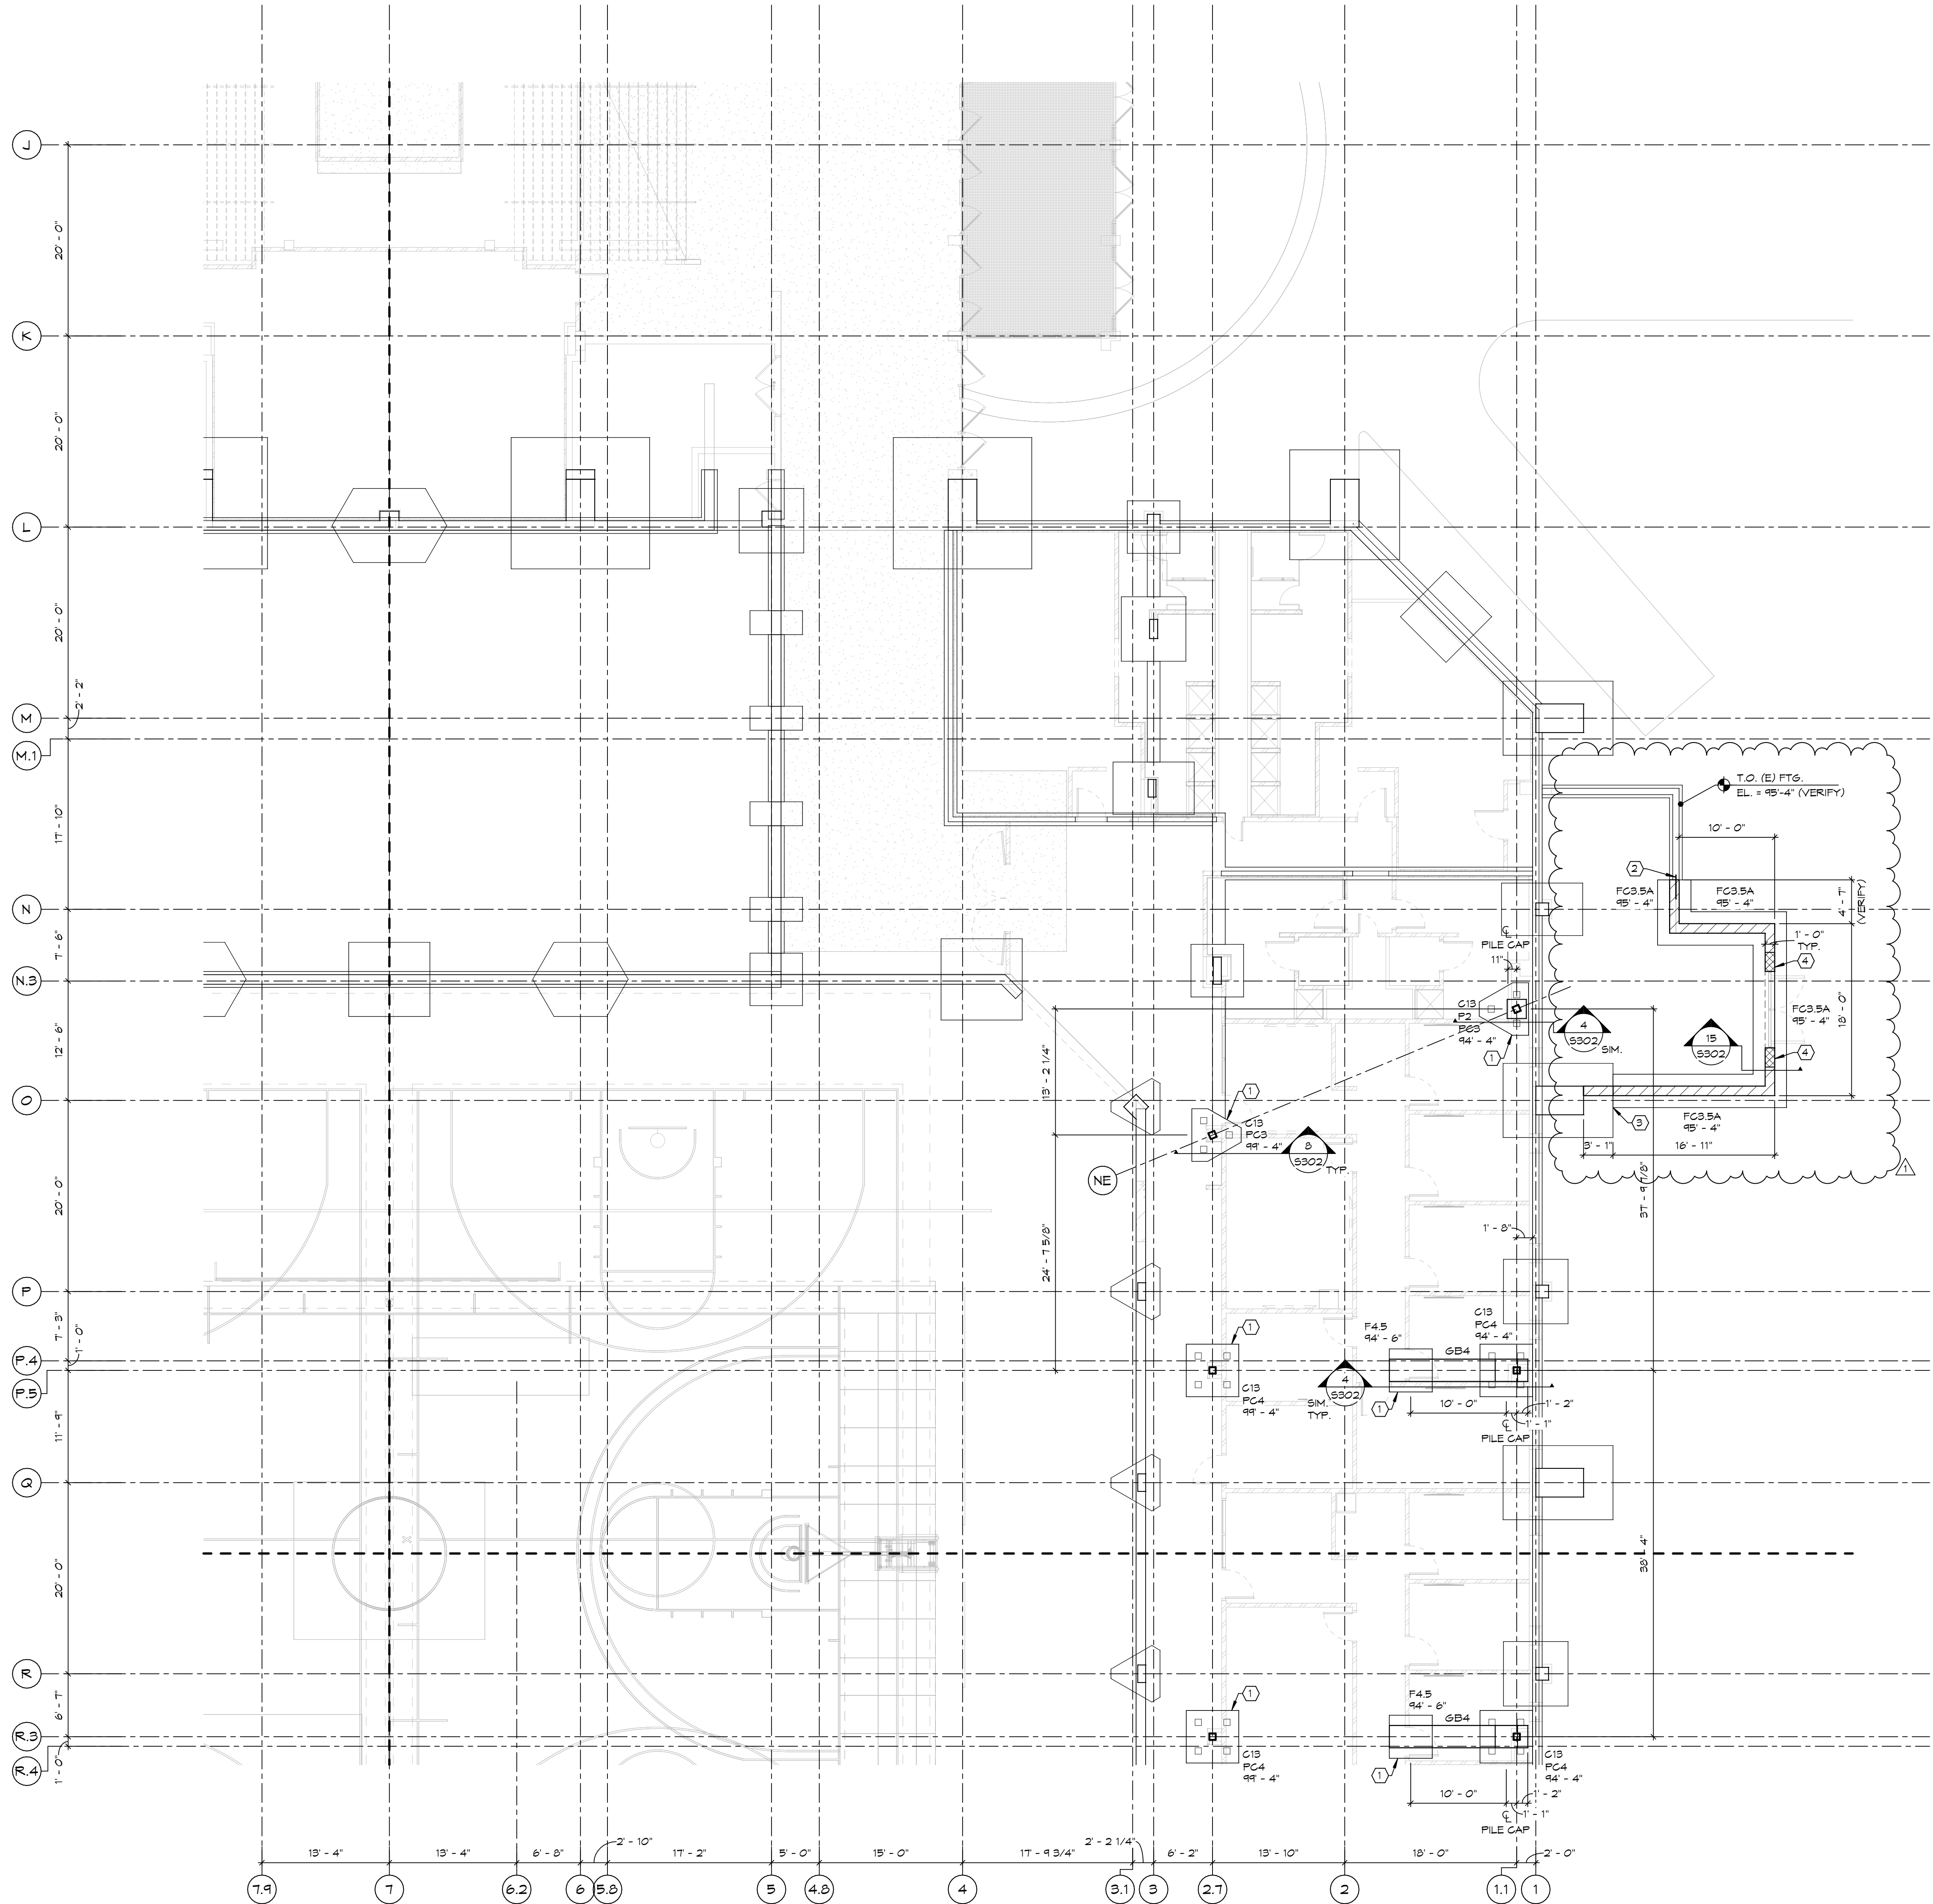 J
20' - 0"
K
20' - 0"
L
20' - 0"
2' - 2"
M
M.1
T.O. (E) FTG.
EL. = 95'-4" (VERIFY)
17' - 10"
10' - 0"
2
FC3.5A
95' - 4"
FC3.5A
95' - 4"
4' - 7"
(VERIFY)
N
7' - 6"
℄
PILE CAP
11"
1' - 0"
TYP.
4
N.3
C13
P2
PC3
94' - 4"
1
4
S302
SIM.
FC3.5A
95' - 4"
18' - 0"
15
S302
4
12' - 6"
13' - 2 1/4"
O
1
C13
PC3
99' - 4"
8
S302
TYP.
3
FC3.5A
95' - 4"
3' - 1"
16' - 11"
1
NE
20' - 0"
37' - 9 7/8"
1' - 8"
24' - 7 5/8"
P
7' - 3"
1' - 0"
P.4
P.5
1
F4.5
94' - 6"
C13
PC4
94' - 4"
GB4
4
S302
SIM.
TYP.
C13
PC4
99' - 4"
1
10' - 0"
1' - 2"
1' - 1"
℄
PILE CAP
11' - 9"
Q
20' - 0"
38' - 4"
R
6' - 7"
1
F4.5
94' - 6"
GB4
R.3
R.4
1' - 0"
C13
PC4
99' - 4"
1
C13
PC4
94' - 4"
10' - 0"
1' - 2"
1' - 1"
℄
PILE CAP
13' - 4"
13' - 4"
6' - 8"
2' - 10"
17' - 2"
5' - 0"
15' - 0"
17' - 9 3/4"
2' - 2 1/4"
6' - 2"
13' - 10"
18' - 0"
2' - 0"
7.9
7
6.2
6
5.8
5
4.8
4
3.1
3
2.7
2
1.1
1